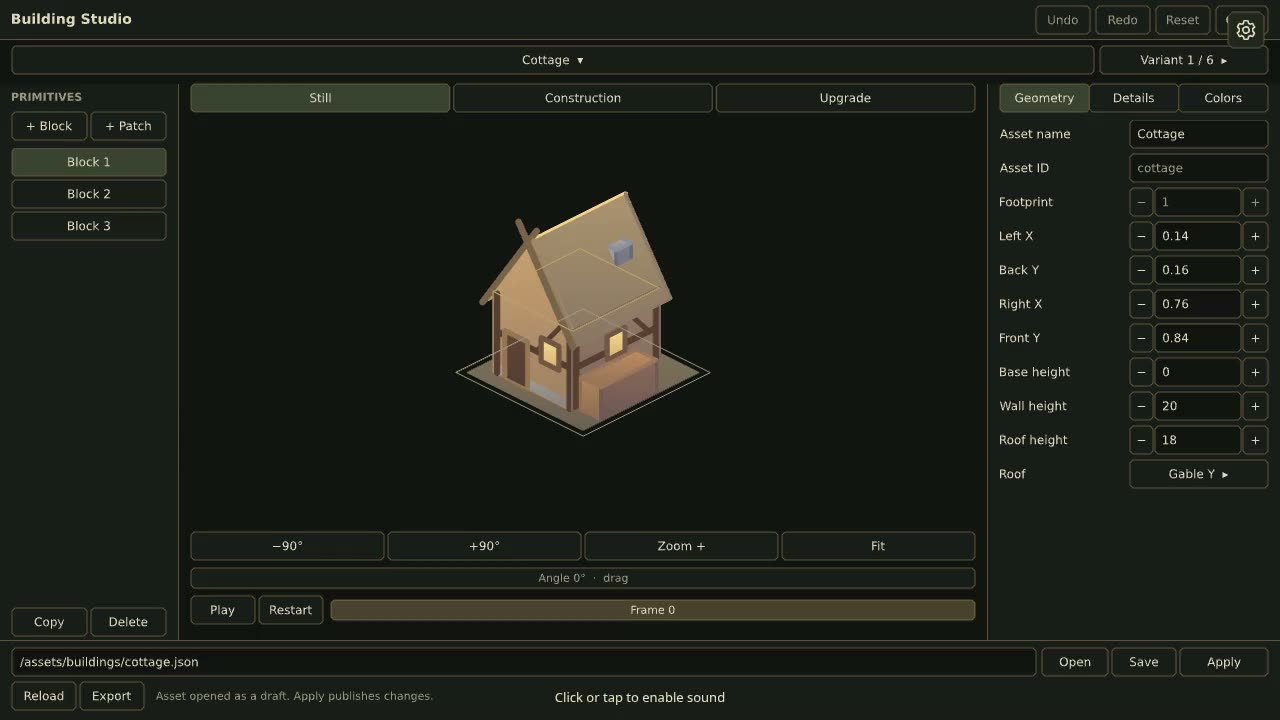 Building Studio
Undo
Redo
Reset
Cottage ▾
Variant 1 / 6 ▸
PRIMITIVES
+ Block
+ Patch
Block 1
Block 2
Block 3
Copy
Delete
Still
Construction
Upgrade
−90°
+90°
Zoom +
Fit
Angle 0° · drag
Play
Restart
Frame 0
Geometry
Details
Colors
Asset name
Cottage
Asset ID
cottage
Footprint
− 1 +
Left X
− 0.14 +
Back Y
− 0.16 +
Right X
− 0.76 +
Front Y
− 0.84 +
Base height
− 0 +
Wall height
− 20 +
Roof height
− 18 +
Roof
Gable Y ▸
/assets/buildings/cottage.json
Open
Save
Apply
Reload
Export
Asset opened as a draft. Apply publishes changes.
Click or tap to enable sound